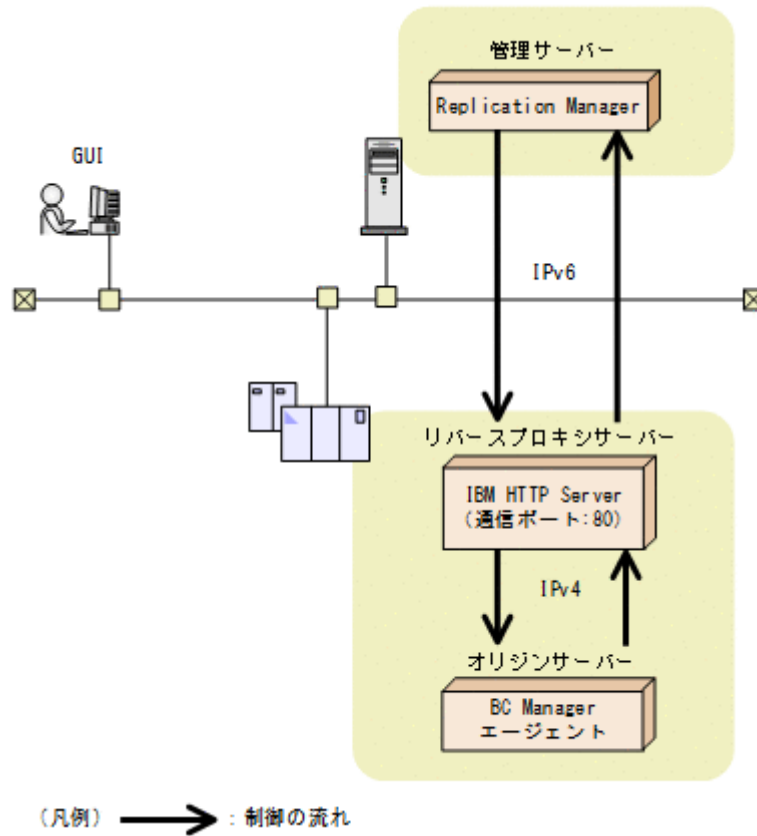 管理サーバー
Replication Manager
GUI
IPv6
リバースプロキシサーバー
IBM HTTP Server
(通信ポート:80)
IPv4
オリジンサーバー
BC Manager
エージェント
(凡例) :制御の流れ